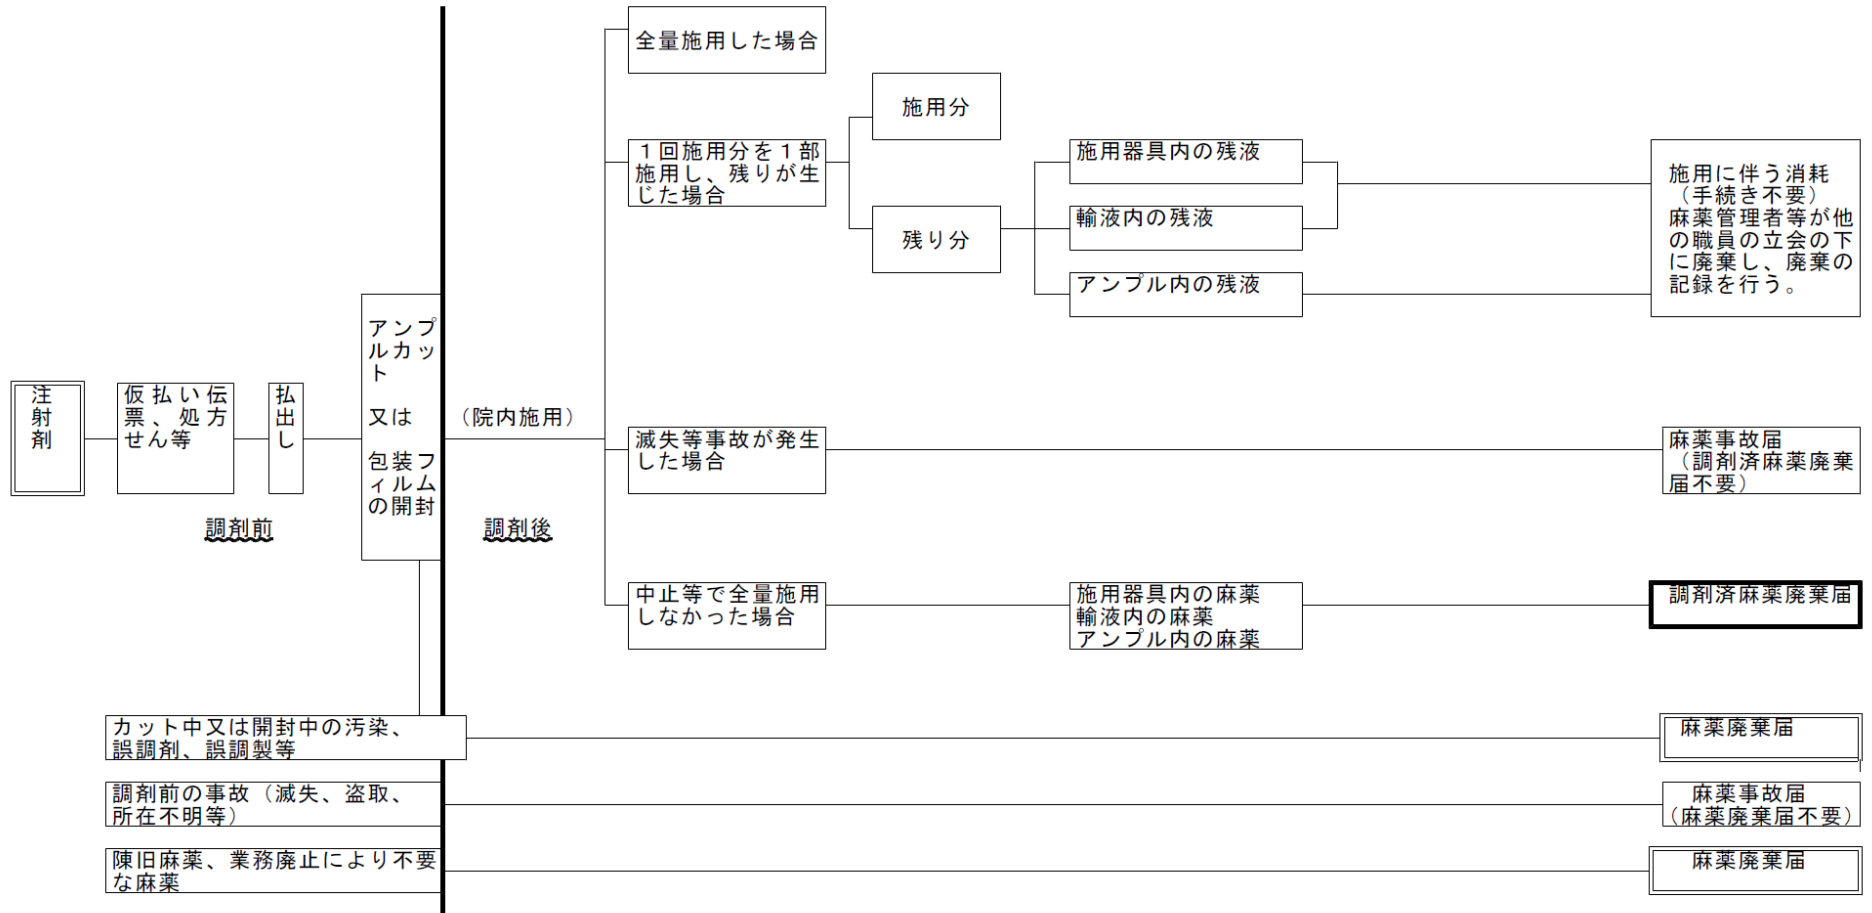 全量施用した場合
施用分
１回施用分を１部
施用し、残りが生
じた場合
残り分
施用器具内の残液
輸液内の残液
アンプル内の残液
施用に伴う消耗
（手続き不要）
麻薬管理者等が他
の職員の立会の下
に廃棄し、廃棄の
記録を行う。
注
射
剤
仮払い伝
票、処方
せん等
払
出
し
アンプ
ルカッ
ト
又は
包装フ
ィルム
の開封
（院内施用）
調剤前
調剤後
滅失等事故が発生
した場合
麻薬事故届
（調剤済麻薬廃棄
届不要）
中止等で全量施用
しなかった場合
施用器具内の麻薬
輸液内の麻薬
アンプル内の麻薬
調剤済麻薬廃棄届
カット中又は開封中の汚染、
誤調剤、誤調製等
麻薬廃棄届
調剤前の事故（滅失、盗取、
所在不明等）
麻薬事故届
（麻薬廃棄届不要）
陳旧麻薬、業務廃止により不要
な麻薬
麻薬廃棄届